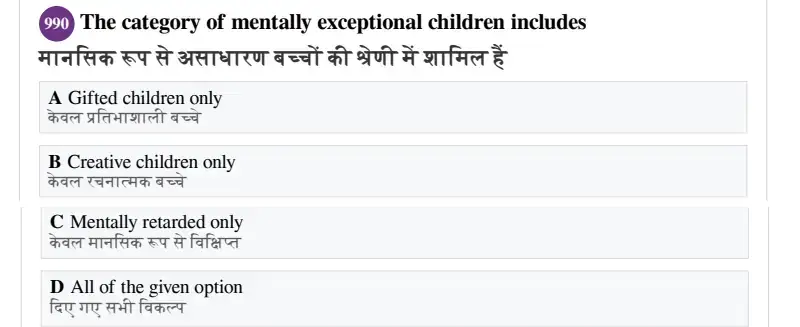 990 The category of mentally exceptional children includes
मानसिक रूप से असाधारण बच्चों की श्रेणी में शामिल हैं
A Gifted children only
केवल प्रतिभाशाली बच्चे
B Creative children only
केवल रचनात्मक बच्चे
C Mentally retarded only
केवल मानसिक रूप से विक्षिप्त
D All of the given option
दिए गए सभी विकल्प